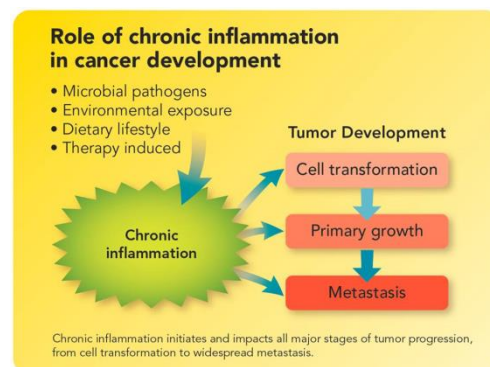 Role of chronic inflammation
in cancer development
• Microbial pathogens
• Environmental exposure
• Dietary lifestyle
• Therapy induced
Tumor Development
Cell transformation
Chronic
inflammation
Primary growth
Metastasis
Chronic inflammation initiates and impacts all major stages of tumor progression,
from cell transformation to widespread metastasis.